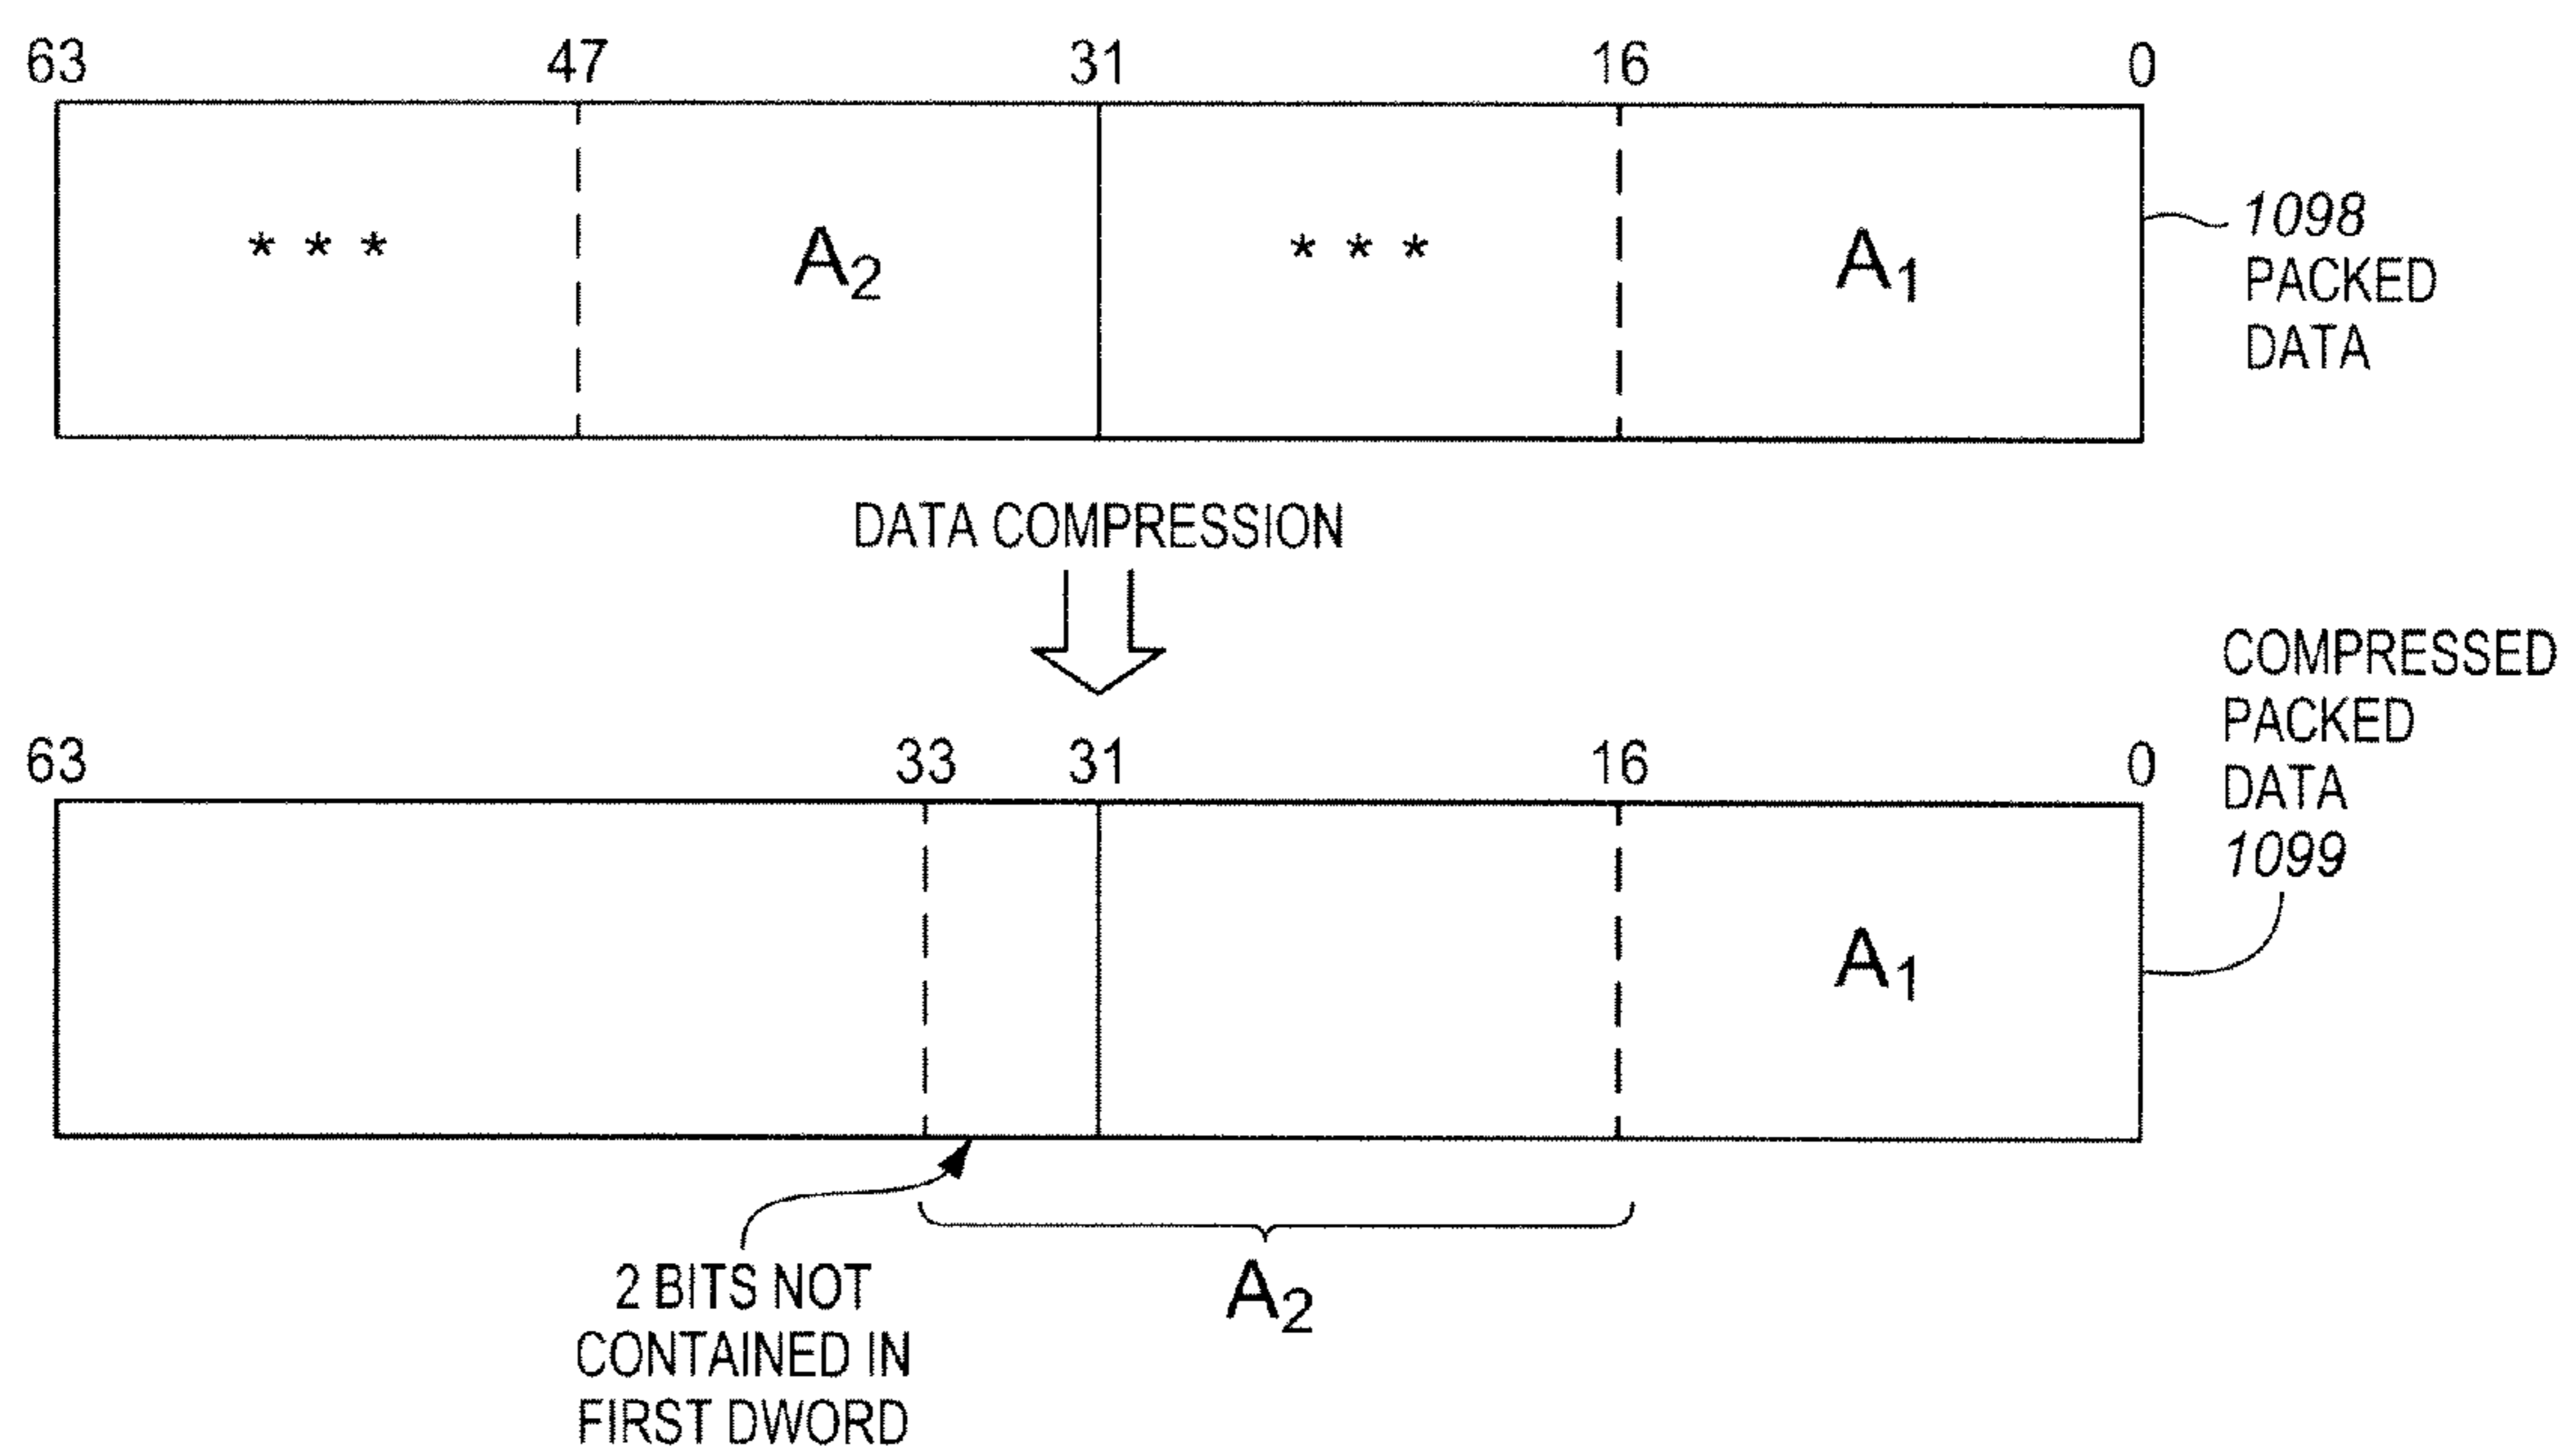 63 47 31 16 0
* * * A2 * * * A1
1098
PACKED
DATA
DATA COMPRESSION
COMPRESSED
PACKED
DATA
1099
63 33 31 16 0
A1
2 BITS NOT
CONTAINED IN
FIRST DWORD
A2